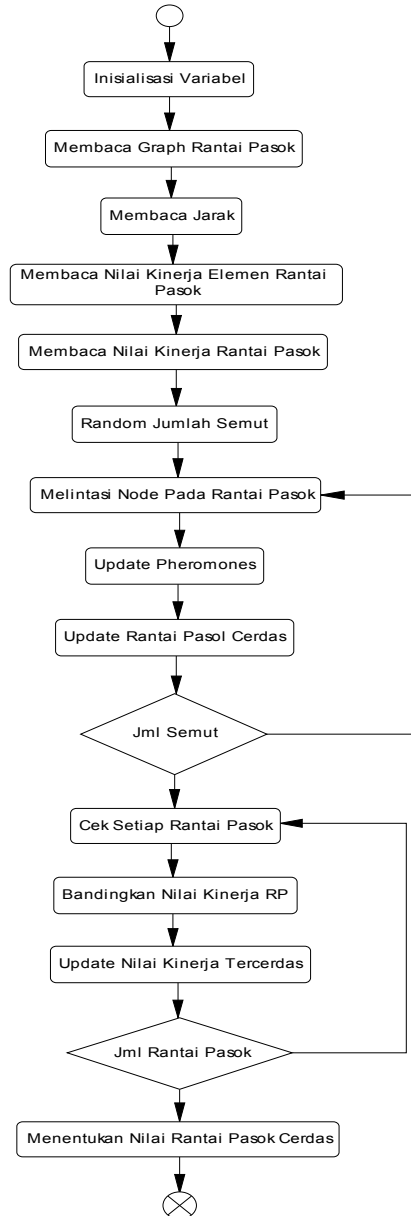 Inisialisasi Variabel
Membaca Graph Rantai Pasok
Membaca Jarak
Membaca Nilai Kinerja Elemen Rantai
Pasok
Membaca Nilai Kinerja Rantai Pasok
Random Jumlah Semut
Melintasi Node Pada Rantai Pasok
Update Pheromones
Update Rantai Pasol Cerdas
Jml Semut
Cek Setiap Rantai Pasok
Bandingkan Nilai Kinerja RP
Update Nilai Kinerja Tercerdas
Jml Rantai Pasok
Menentukan Nilai Rantai Pasok Cerdas